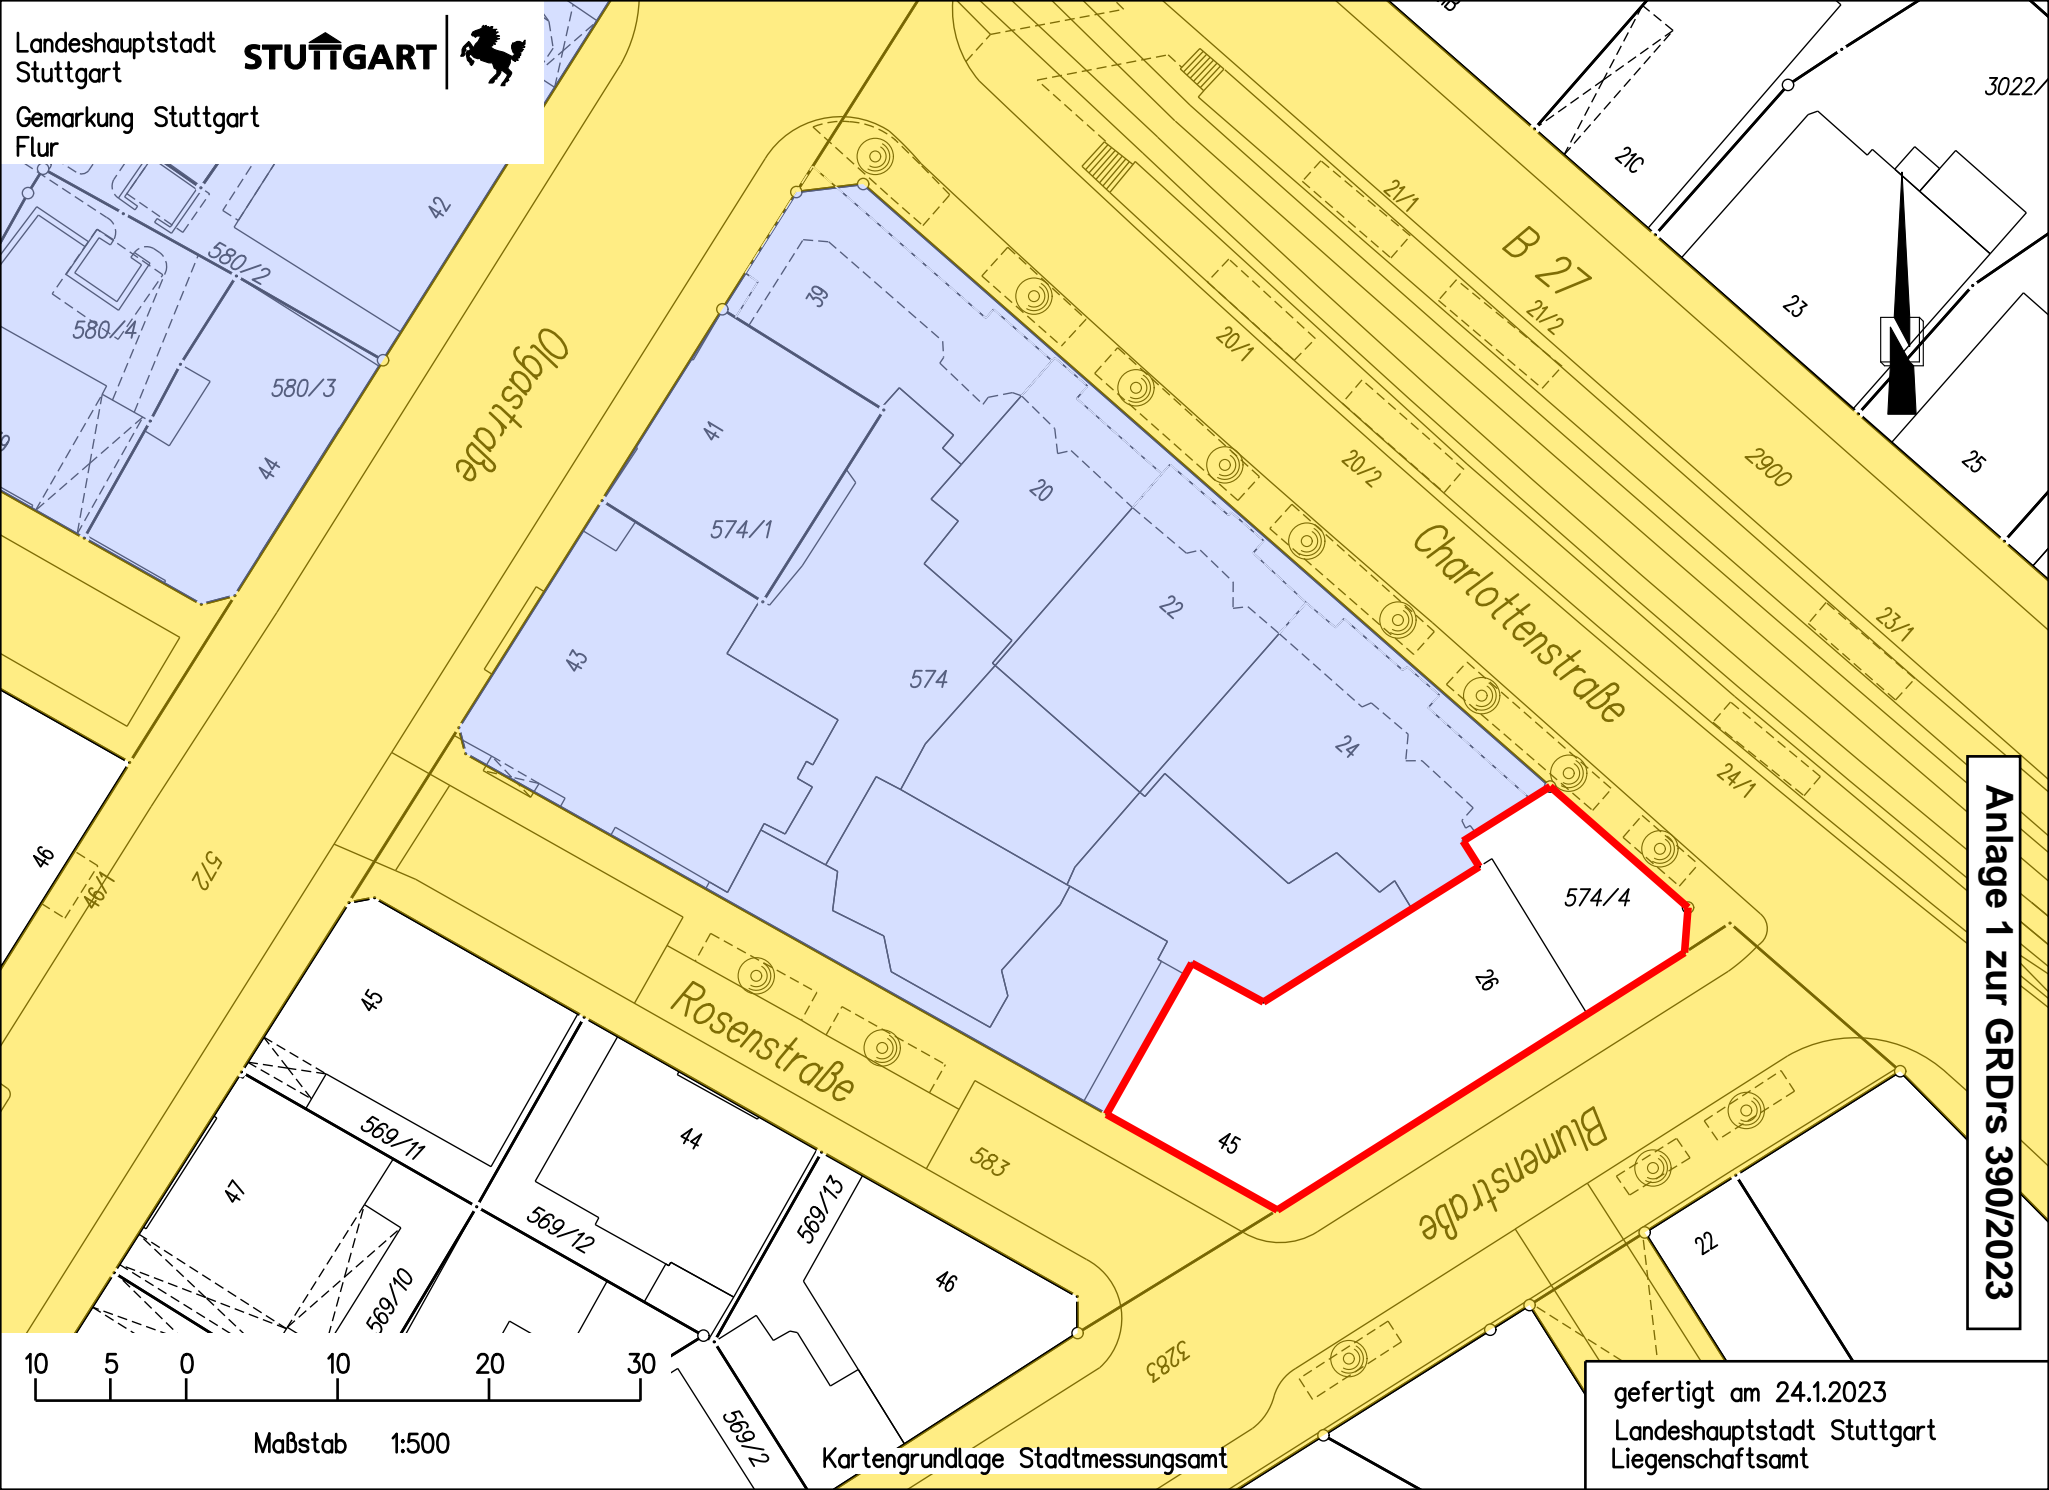 Landeshauptstadt
Stuttgart
STUTTGART
Gemarkung Stuttgart
Flur
3022/
21C
42
21/1
580/2
B 27
39
23
21/2
N
580/4
20/1
580/3
Olgastraße
41
44
20/2
2900
25
20
574/1
Charlottenstraße
22
23/1
43
574
24
24/1
46
572
46/1
574/4
Anlage 1 zur GRDrs 390/2023
26
45
Rosenstraße
569/11
44
45
583
Blumenstraße
47
569/12
569/13
22
46
569/10
3283
10 5 0 10 20 30
569/2
Maßstab 1:500
Kartengrundlage Stadtmessungsamt
gefertigt am 24.1.2023
Landeshauptstadt Stuttgart
Liegenschaftsamt